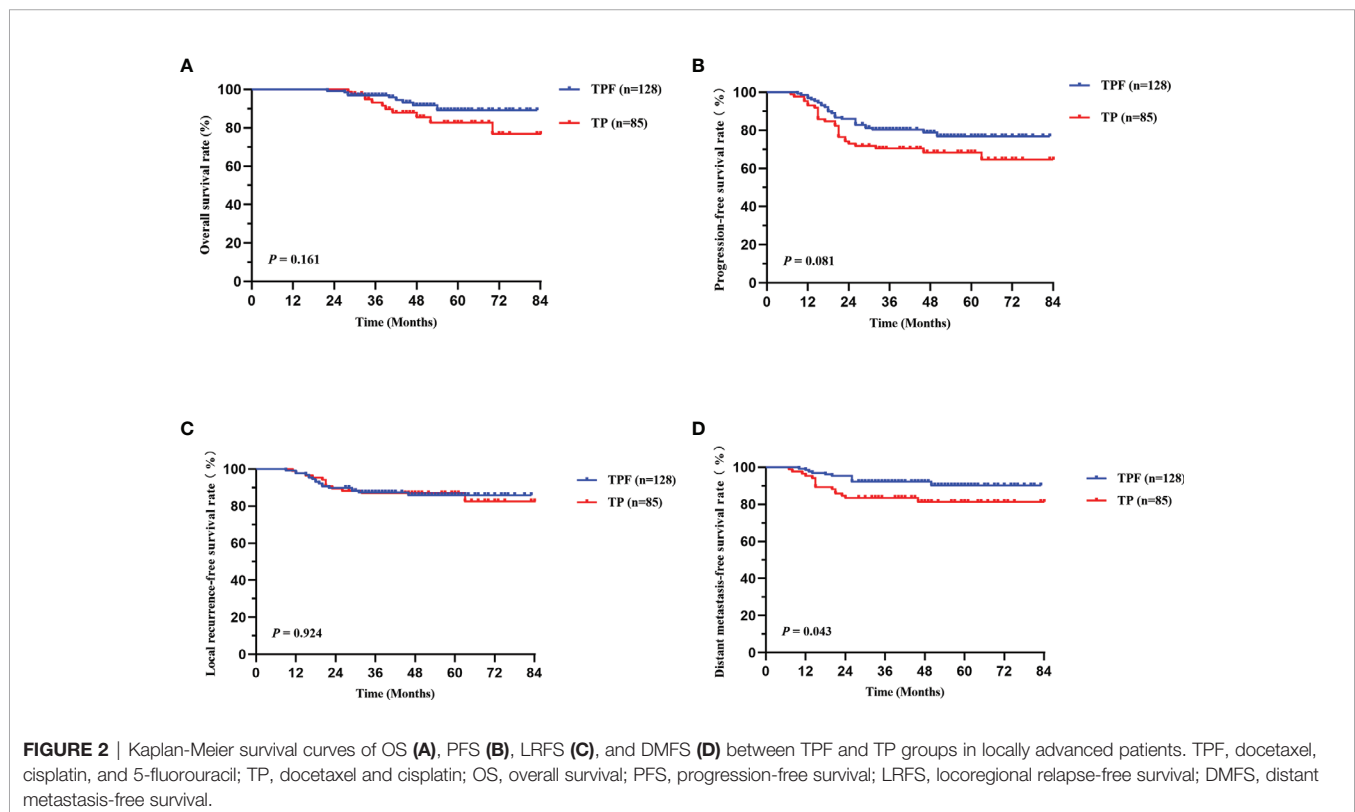 A
Overall survival rate (%)
100
80
60
40
20
0
P = 0.161
0 12 24 36 48 60 72 84
Time (Months)
TPF (n=128)
TP (n=85)
B
Progression-free survival rate ( %)
100
80
60
40
20
0
P = 0.081
0 12 24 36 48 60 72 84
Time (Months)
TPF (n=128)
TP (n=85)
C
Local recurrence-free survival rate ( %)
100
80
60
40
20
0
P = 0.924
0 12 24 36 48 60 72 84
Time (Months)
TPF (n=128)
TP (n=85)
D
Distant metastasis-free survival rate ( %)
100
80
60
40
20
0
P = 0.043
0 12 24 36 48 60 72 84
Time (Months)
TPF (n=128)
TP (n=85)
FIGURE 2 | Kaplan-Meier survival curves of OS (A), PFS (B), LRFS (C), and DMFS (D) between TPF and TP groups in locally advanced patients. TPF, docetaxel,
cisplatin, and 5-fluorouracil; TP, docetaxel and cisplatin; OS, overall survival; PFS, progression-free survival; LRFS, locoregional relapse-free survival; DMFS, distant
metastasis-free survival.